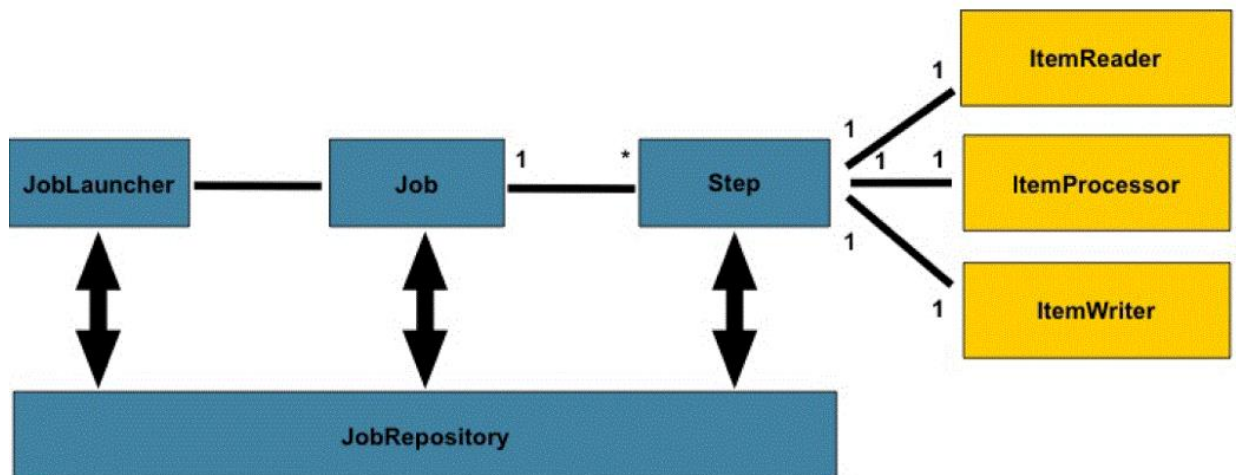 ItemReader
1
1
JobLauncher
Job
1
*
Step
1
1
ItemProcessor
1
1
ItemWriter
JobRepository